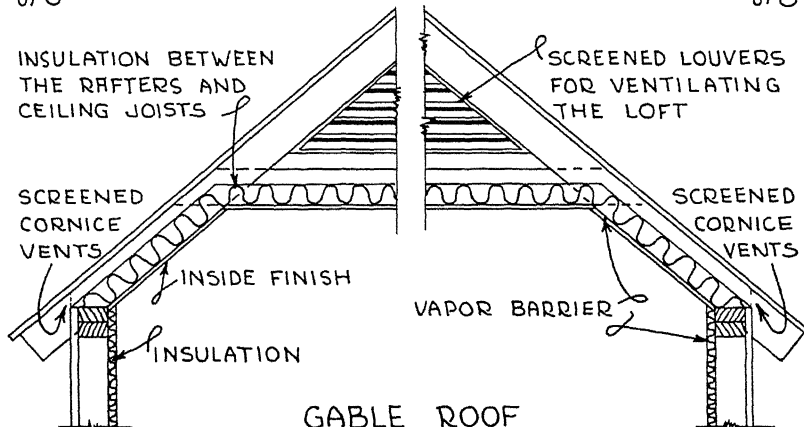 INSULATION BETWEEN
THE RAFTERS AND
CEILING JOISTS
SCREENED LOUVERS
FOR VENTILATING
THE LOFT
SCREENED
CORNICE
VENTS
SCREENED
CORNICE
VENTS
INSIDE FINISH
VAPOR BARRIER
INSULATION
GABLE ROOF